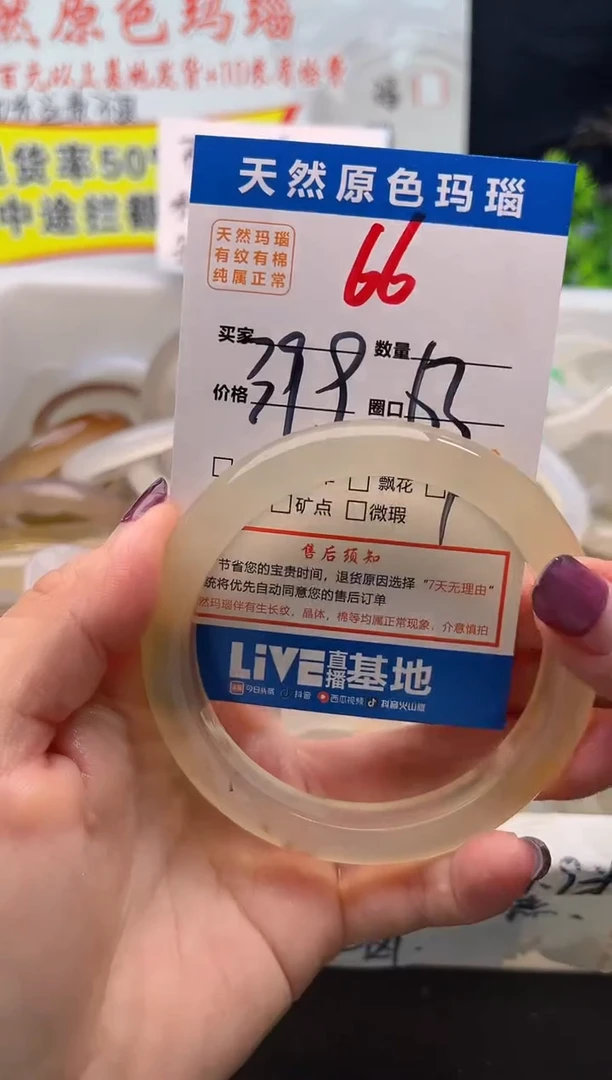 然原色玛瑙
货率50
中途拦截
天然原色玛瑙
天然玛瑙
有纹有棉
纯属正常
66
买家
数量
398
价格
圈口
飘花
矿点
微瑕
售后须知
节省您的宝贵时间，退货原因选择“7天无理由”
统将优先自动同意您的售后订单
然玛瑙伴有生长纹，晶体，棉等均属正常现象，介意慎拍
LIVE直播基地
今日头条 抖音 西瓜视频 抖音火山版